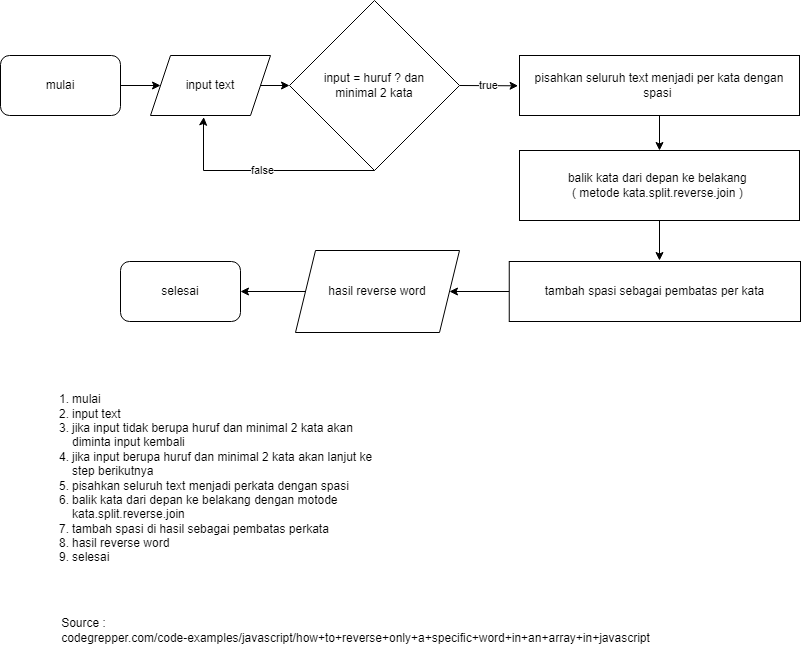 mulai
input text
input = huruf ? dan
minimal 2 kata
true
pisahkan seluruh text menjadi per kata dengan
spasi
false
balik kata dari depan ke belakang
( metode kata.split.reverse.join )
selesai
hasil reverse word
tambah spasi sebagai pembatas per kata
1. mulai
2. input text
3. jika input tidak berupa huruf dan minimal 2 kata akan
diminta input kembali
4. jika input berupa huruf dan minimal 2 kata akan lanjut ke
step berikutnya
5. pisahkan seluruh text menjadi perkata dengan spasi
6. balik kata dari depan ke belakang dengan motode
kata.split.reverse.join
7. tambah spasi di hasil sebagai pembatas perkata
8. hasil reverse word
9. selesai
Source :
codegrepper.com/code-examples/javascript/how+to+reverse+only+a+specific+word+in+an+array+in+javascript